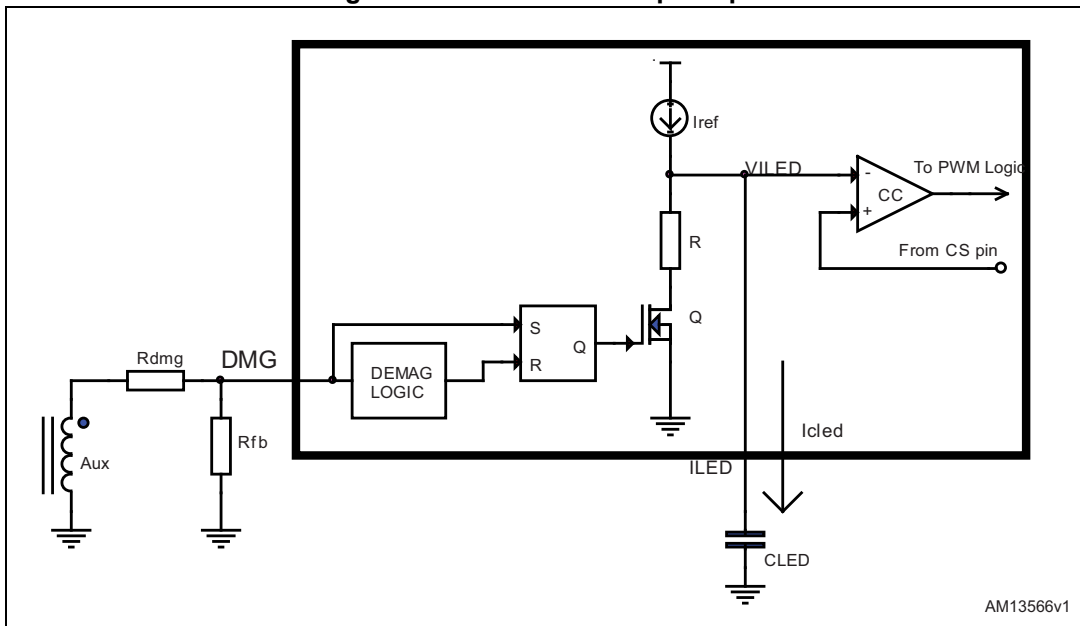 Iref
VILED
To PWM Logic
-
CC
+
From CS pin
R
Q
S
Q
R
DEMAG
LOGIC
Rdmg
DMG
Rfb
Aux
Icled
ILED
CLED
AM13566v1